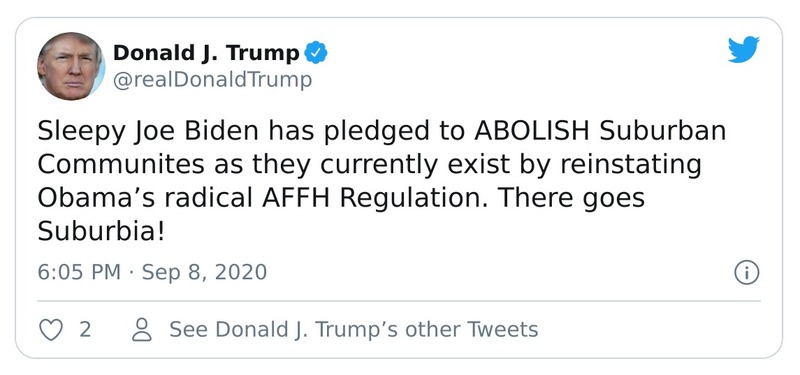 Donald J. Trump
@realDonaldTrump
Sleepy Joe Biden has pledged to ABOLISH Suburban
Communites as they currently exist by reinstating
Obama’s radical AFFH Regulation. There goes
Suburbia!
6:05 PM · Sep 8, 2020
2
See Donald J. Trump’s other Tweets